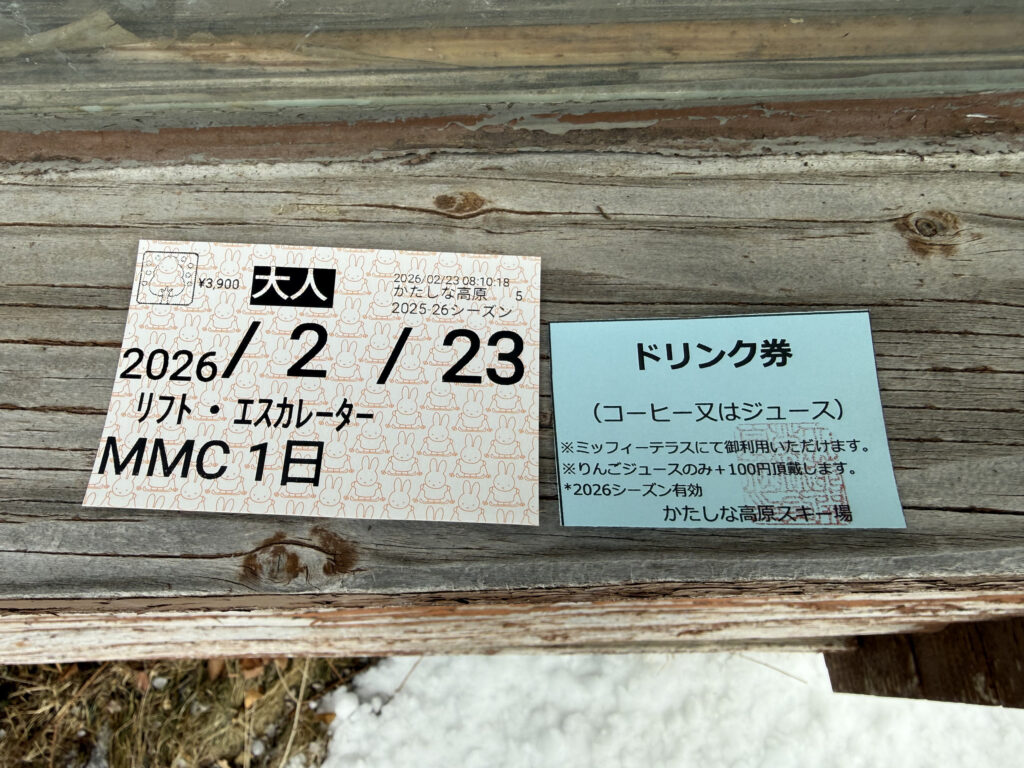 ¥3,900
大人
2026/02/23 08:10:18
かたしな高原 5
2025-26シーズン
2026/ 2 / 23
リフト・エスカレーター
MMC 1日
ドリンク券
（コーヒー又はジュース）
※ミッフィーテラスにて御利用いただけます。
※りんごジュースのみ＋100円頂戴します。
*2026シーズン有効
かたしな高原スキー場